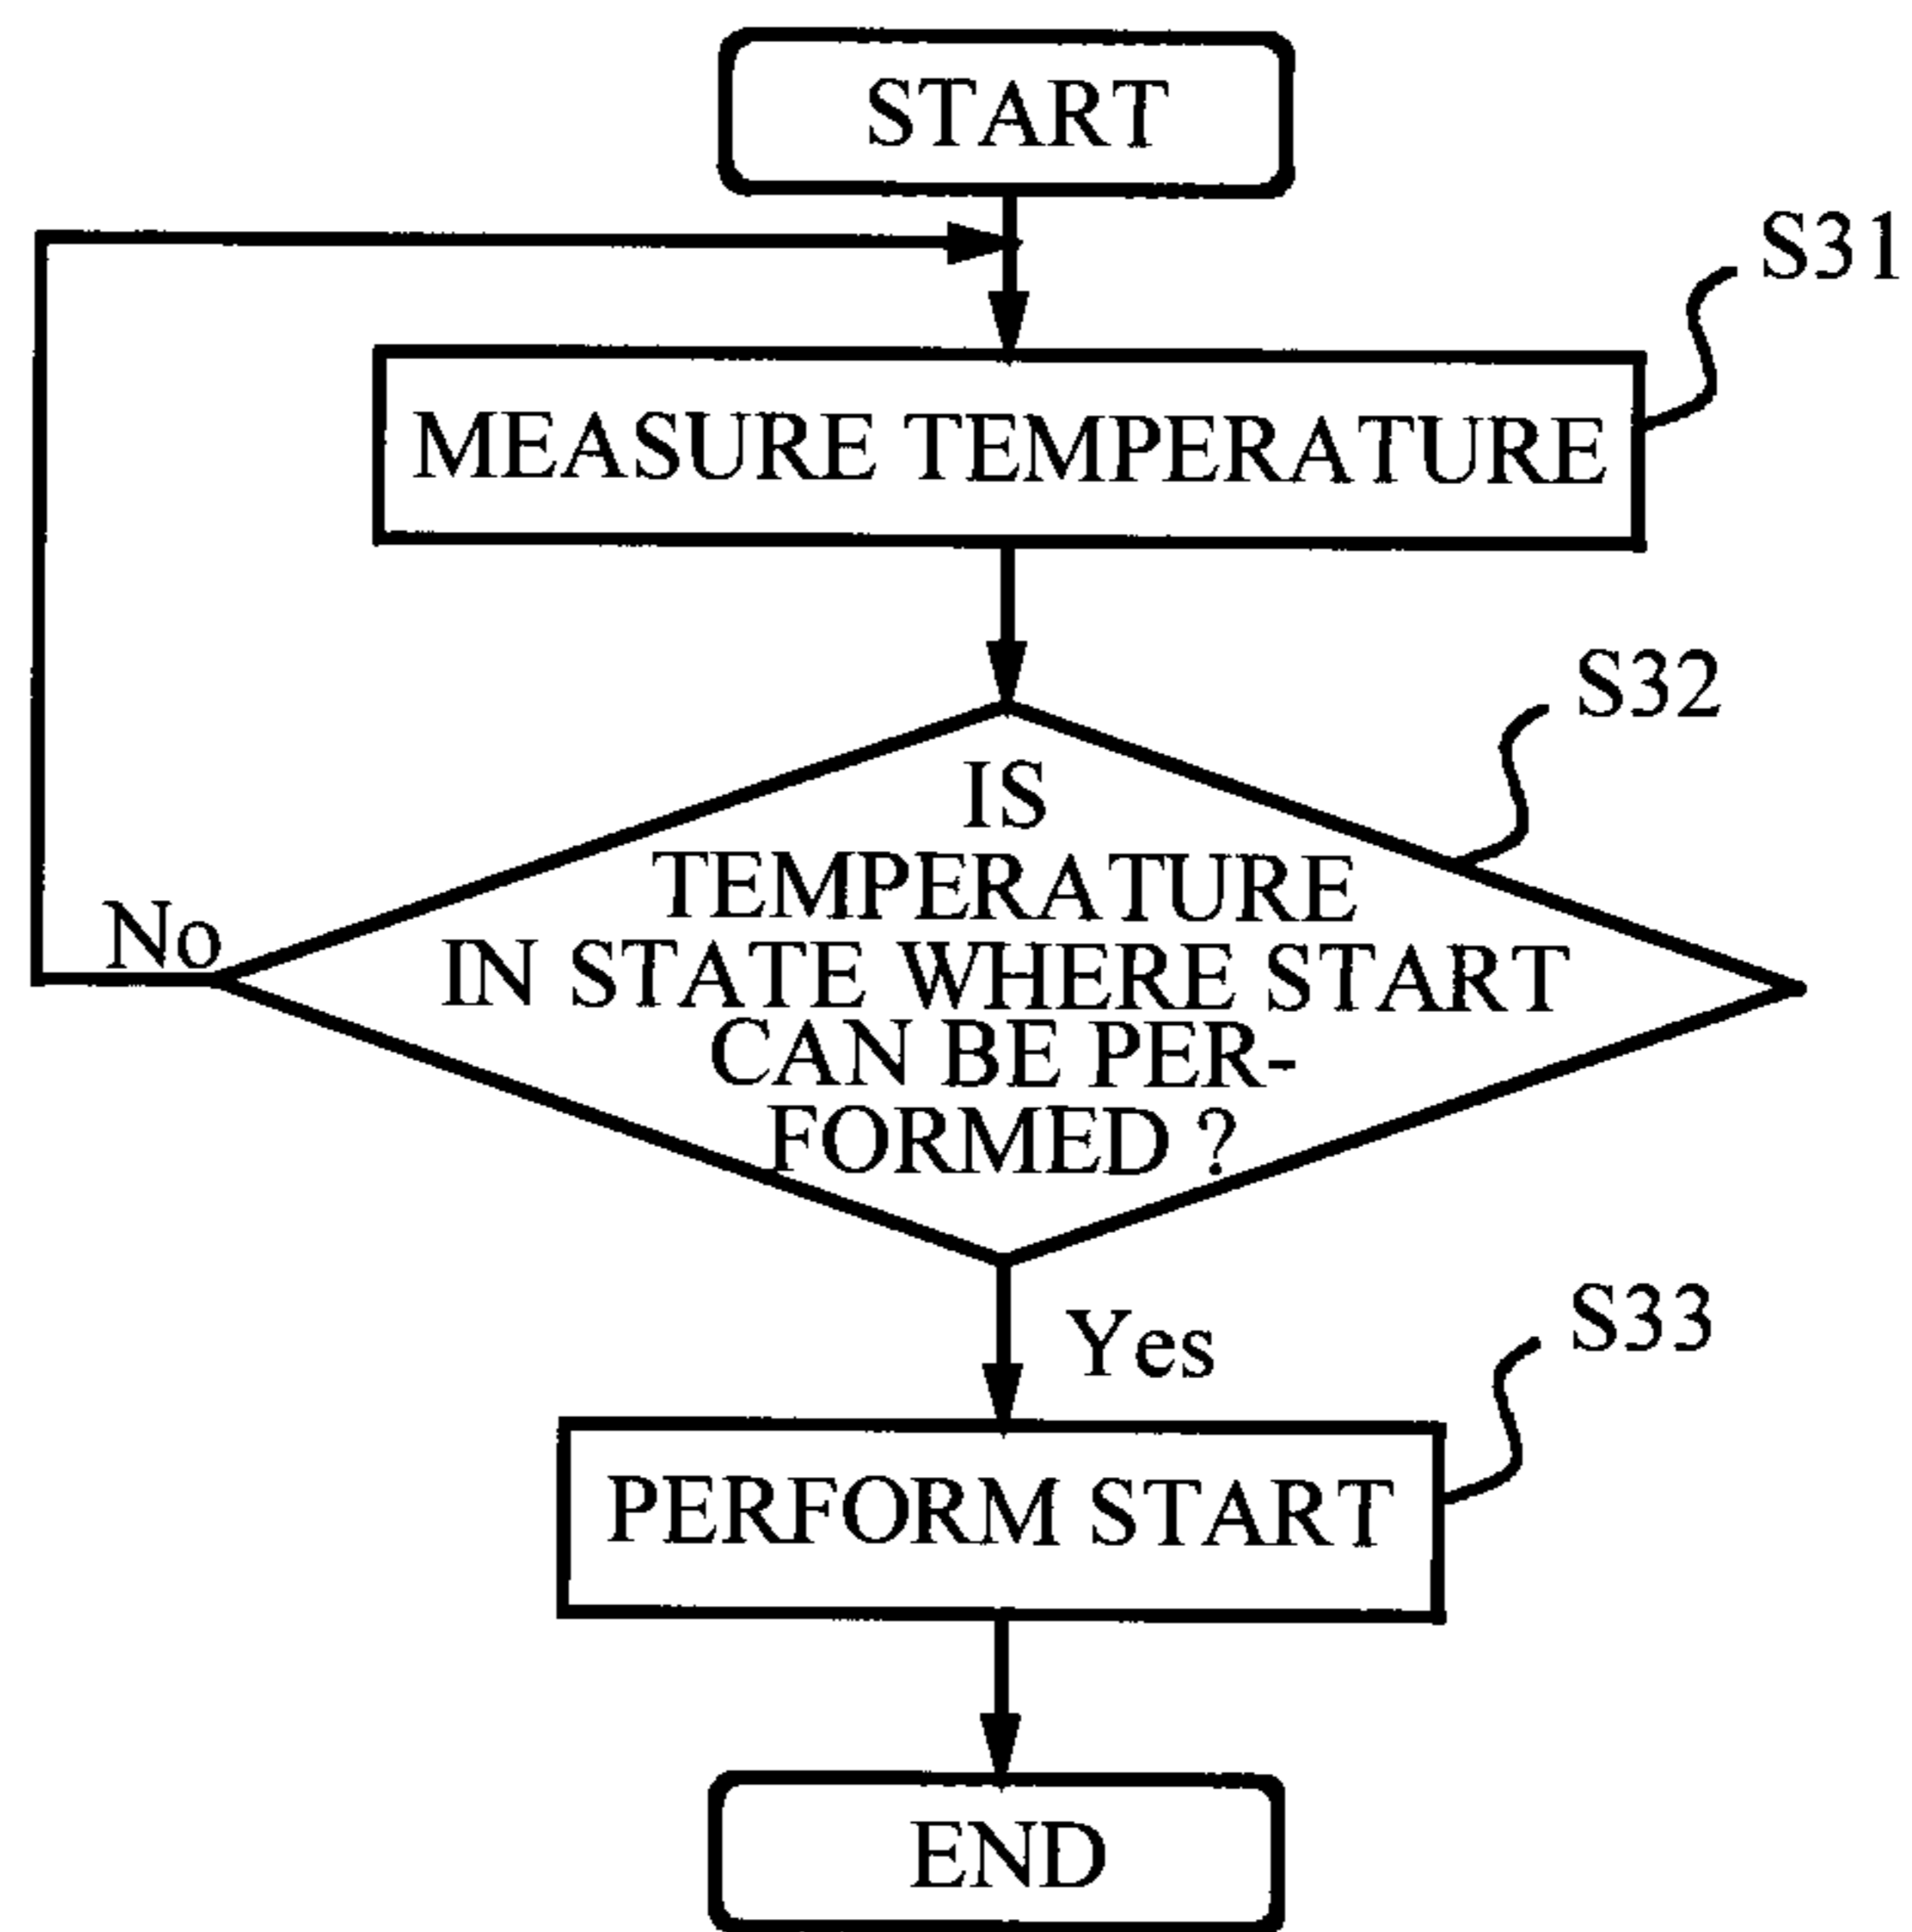 START
S31
MEASURE TEMPERATURE
S32
IS
TEMPERATURE
IN STATE WHERE START
CAN BE PER-
FORMED ?
No
Yes
S33
PERFORM START
END